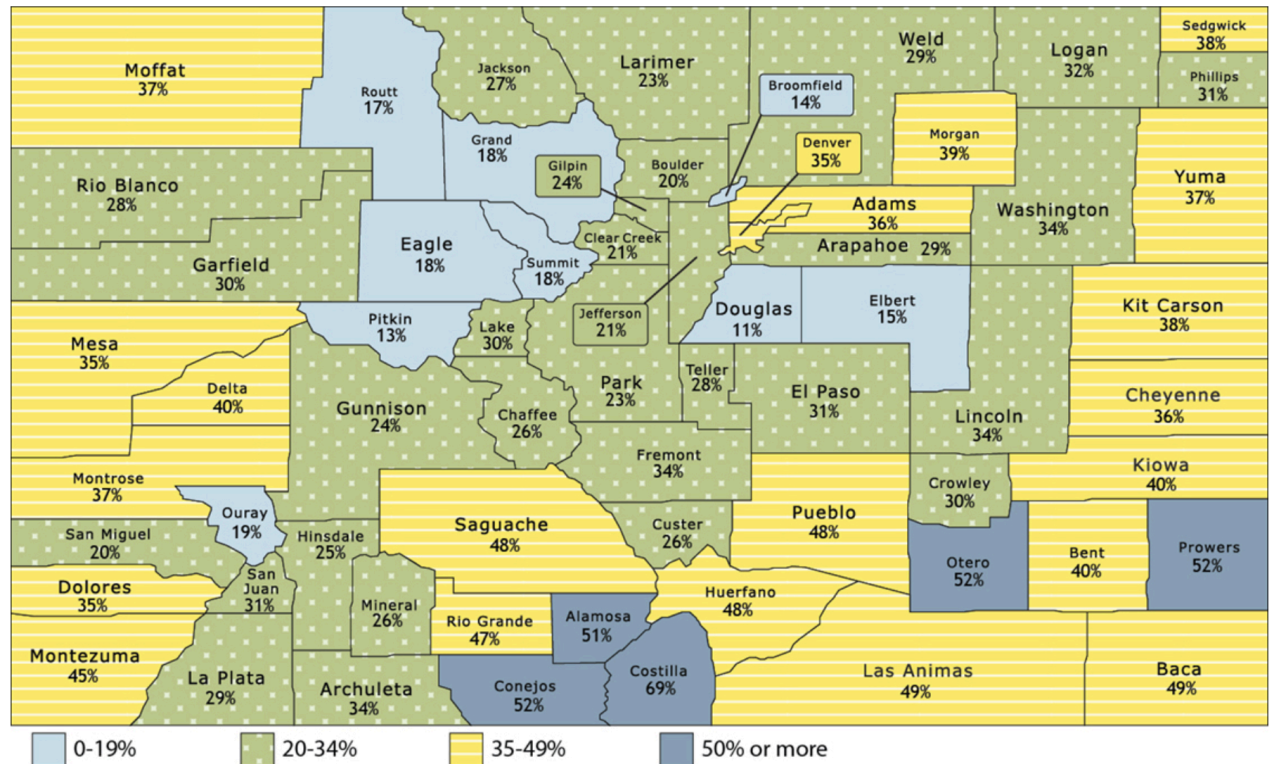 Moffat
37%
Routt
17%
Jackson
27%
Larimer
23%
Weld
29%
Logan
32%
Sedgwick
38%
Phillips
31%
Grand
18%
Broomfield
14%
Gilpin
24%
Boulder
20%
Denver
35%
Morgan
39%
Yuma
37%
Rio Blanco
28%
Adams
36%
Washington
34%
Eagle
18%
Clear Creek
21%
Arapahoe 29%
Garfield
30%
Summit
18%
Pitkin
13%
Lake
30%
Jefferson
21%
Douglas
11%
Elbert
15%
Kit Carson
38%
Mesa
35%
Delta
40%
Gunnison
24%
Chaffee
26%
Park
23%
Teller
28%
El Paso
31%
Lincoln
34%
Cheyenne
36%
Montrose
37%
Fremont
34%
Crowley
30%
Kiowa
40%
Ouray
19%
Saguache
48%
Custer
26%
Pueblo
48%
San Miguel
20%
Hinsdale
25%
Otero
52%
Bent
40%
Prowers
52%
Dolores
35%
San
Juan
31%
Mineral
26%
Rio Grande
47%
Alamosa
51%
Huerfano
48%
Montezuma
45%
La Plata
29%
Archuleta
34%
Conejos
52%
Costilla
69%
Las Animas
49%
Baca
49%
0-19%
20-34%
35-49%
50% or more